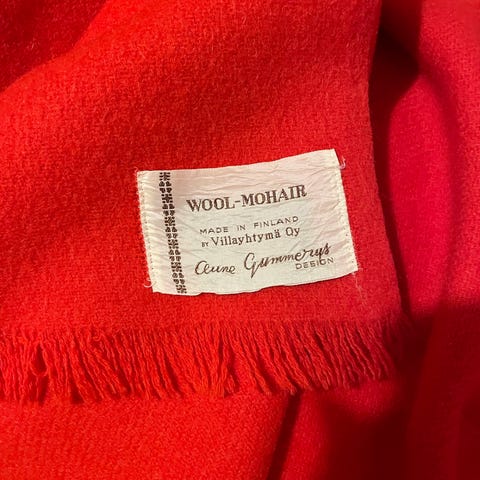 WOOL-MOHAIR
MADE IN FINLAND
BY Villayhtymä Oy
Aune Gummerus
DESIGN